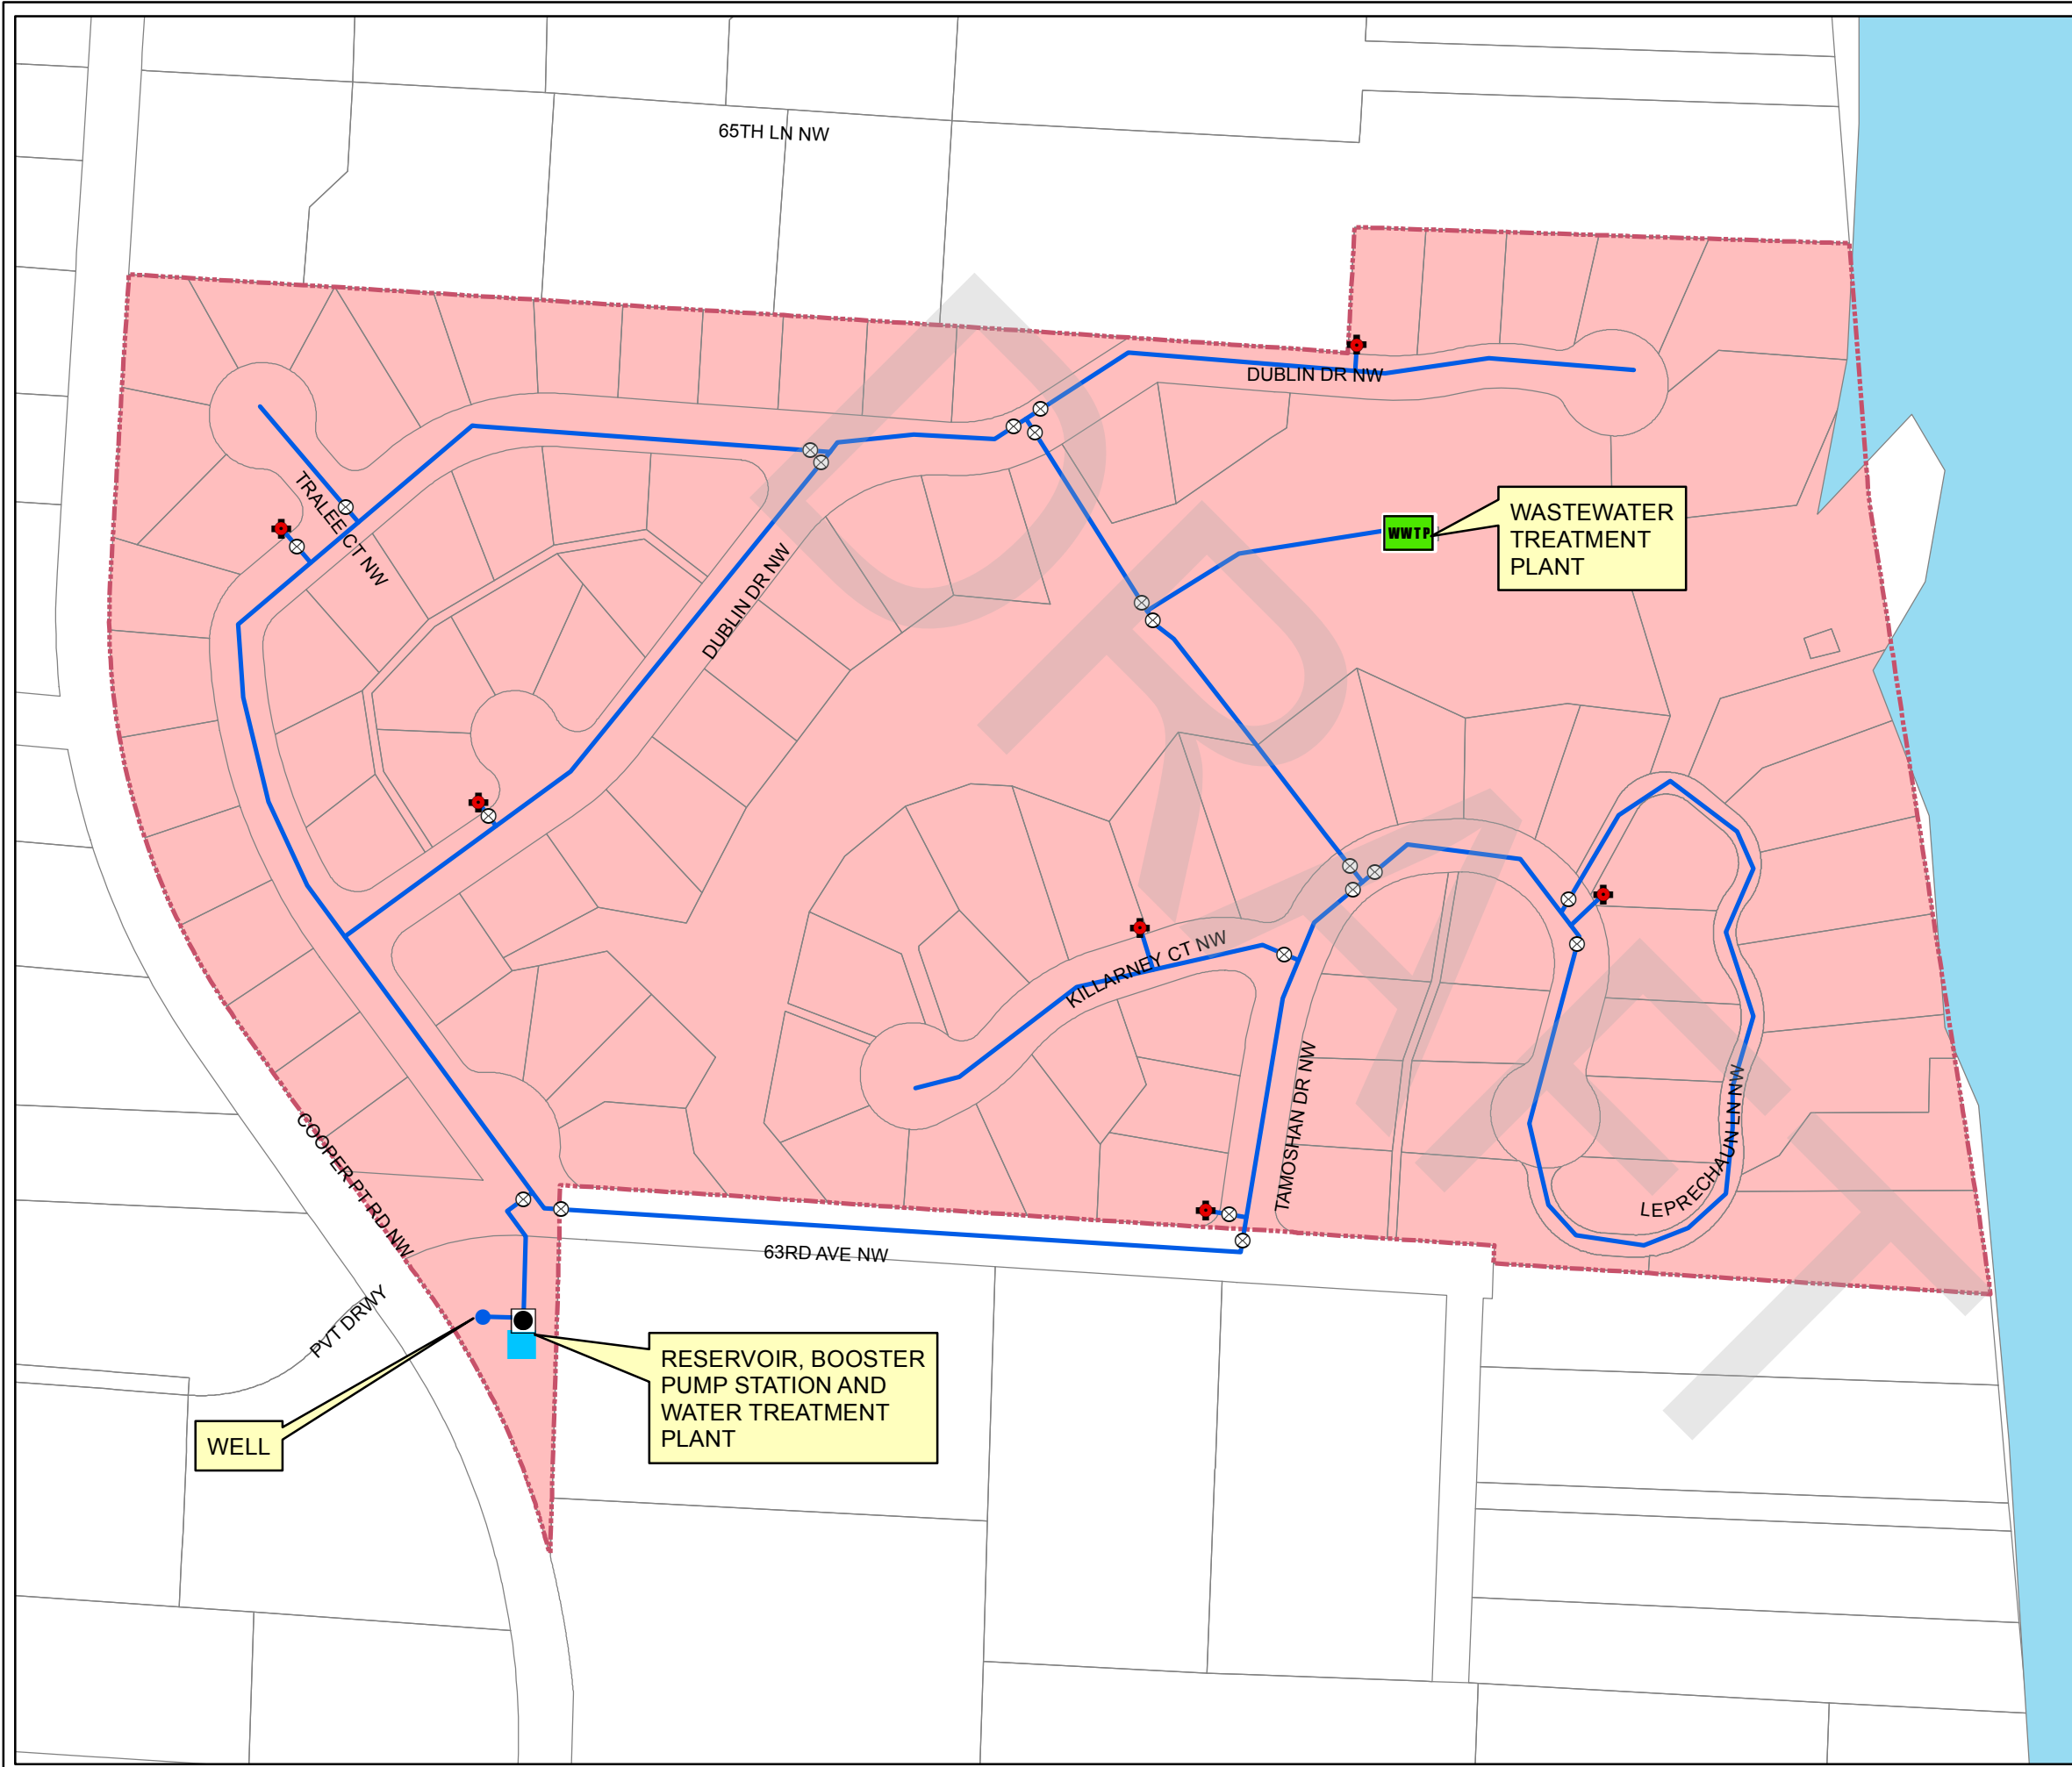 65TH LN NW
DUBLIN DR NW
TRALEE CT NW
WWTP
WASTEWATER
TREATMENT
PLANT
DUBLIN DR NW
KILLARNEY CT NW
TAMOSHAN DR NW
LEPRECHAUN LN NW
COOPER PT RD NW
63RD AVE NW
PVT DRWY
RESERVOIR, BOOSTER
PUMP STATION AND
WATER TREATMENT
PLANT
WELL
DRAFT